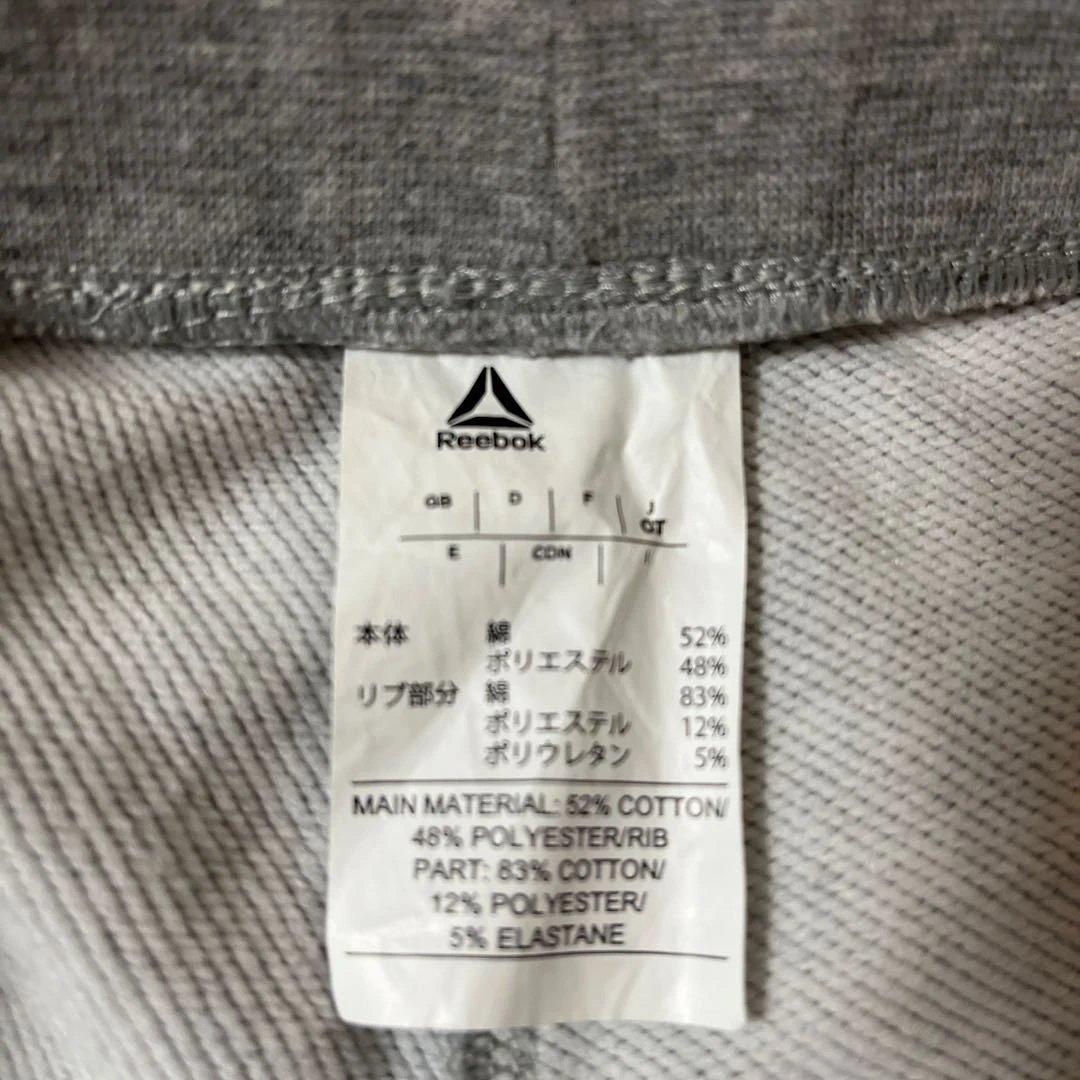 Reebok
GB D F J
OT
E CDN
本体 綿 52%
ポリエステル 48%
リブ部分 綿 83%
ポリエステル 12%
ポリウレタン 5%
MAIN MATERIAL: 52% COTTON/
48% POLYESTER/RIB
PART: 83% COTTON/
12% POLYESTER/
5% ELASTANE